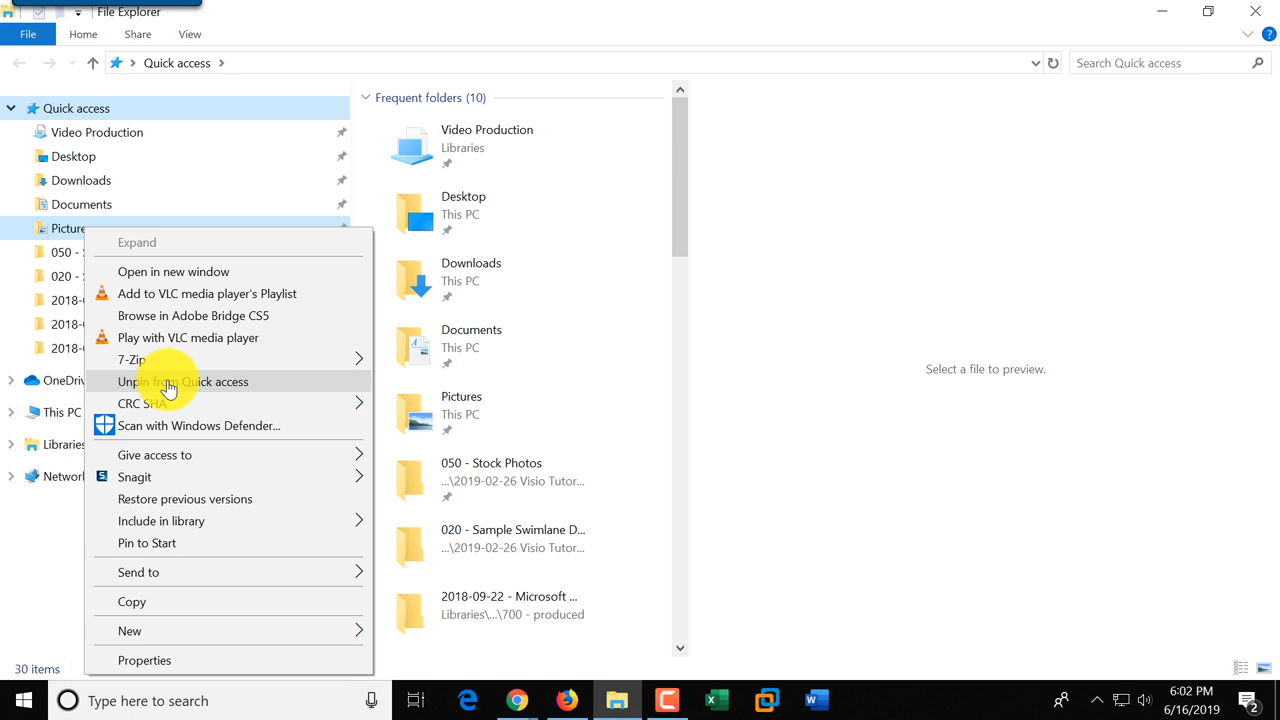 File Explorer
File Home Share View
Quick access
Search Quick access
Quick access
Video Production
Desktop
Downloads
Documents
Picture
050 -
020 -
2018-
2018-
2018-
OneDriv
This PC
Libraries
Network
30 items
Expand
Open in new window
Add to VLC media player's Playlist
Browse in Adobe Bridge CS5
Play with VLC media player
7-Zip
Unpin from Quick access
CRC SHA
Scan with Windows Defender...
Give access to
Snagit
Restore previous versions
Include in library
Pin to Start
Send to
Copy
New
Properties
Frequent folders (10)
Video Production
Libraries
Desktop
This PC
Downloads
This PC
Documents
This PC
Pictures
This PC
050 - Stock Photos
...\2019-02-26 Visio Tutor...
020 - Sample Swimlane D...
...\2019-02-26 Visio Tutor...
2018-09-22 - Microsoft ...
Libraries\...\700 - produced
Select a file to preview.
Type here to search
6:02 PM
6/16/2019
2